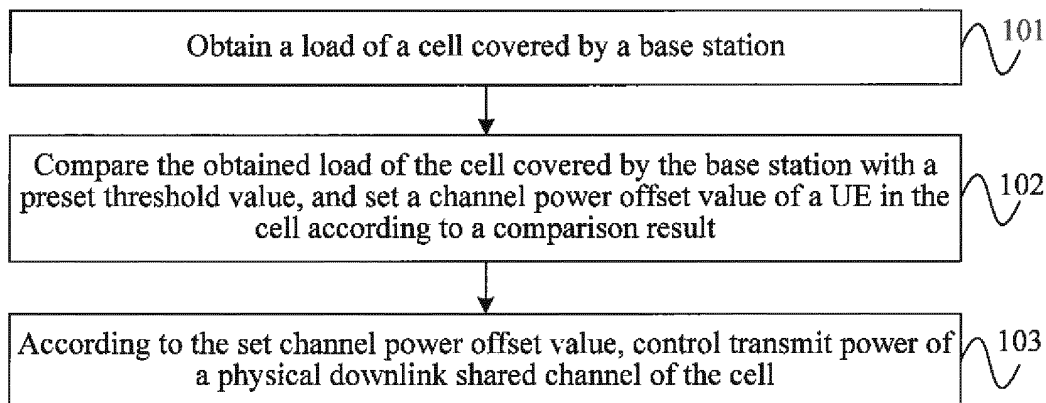 Obtain a load of a cell covered by a base station
101
Compare the obtained load of the cell covered by the base station with a
preset threshold value, and set a channel power offset value of a UE in the
cell according to a comparison result
102
According to the set channel power offset value, control transmit power of
a physical downlink shared channel of the cell
103